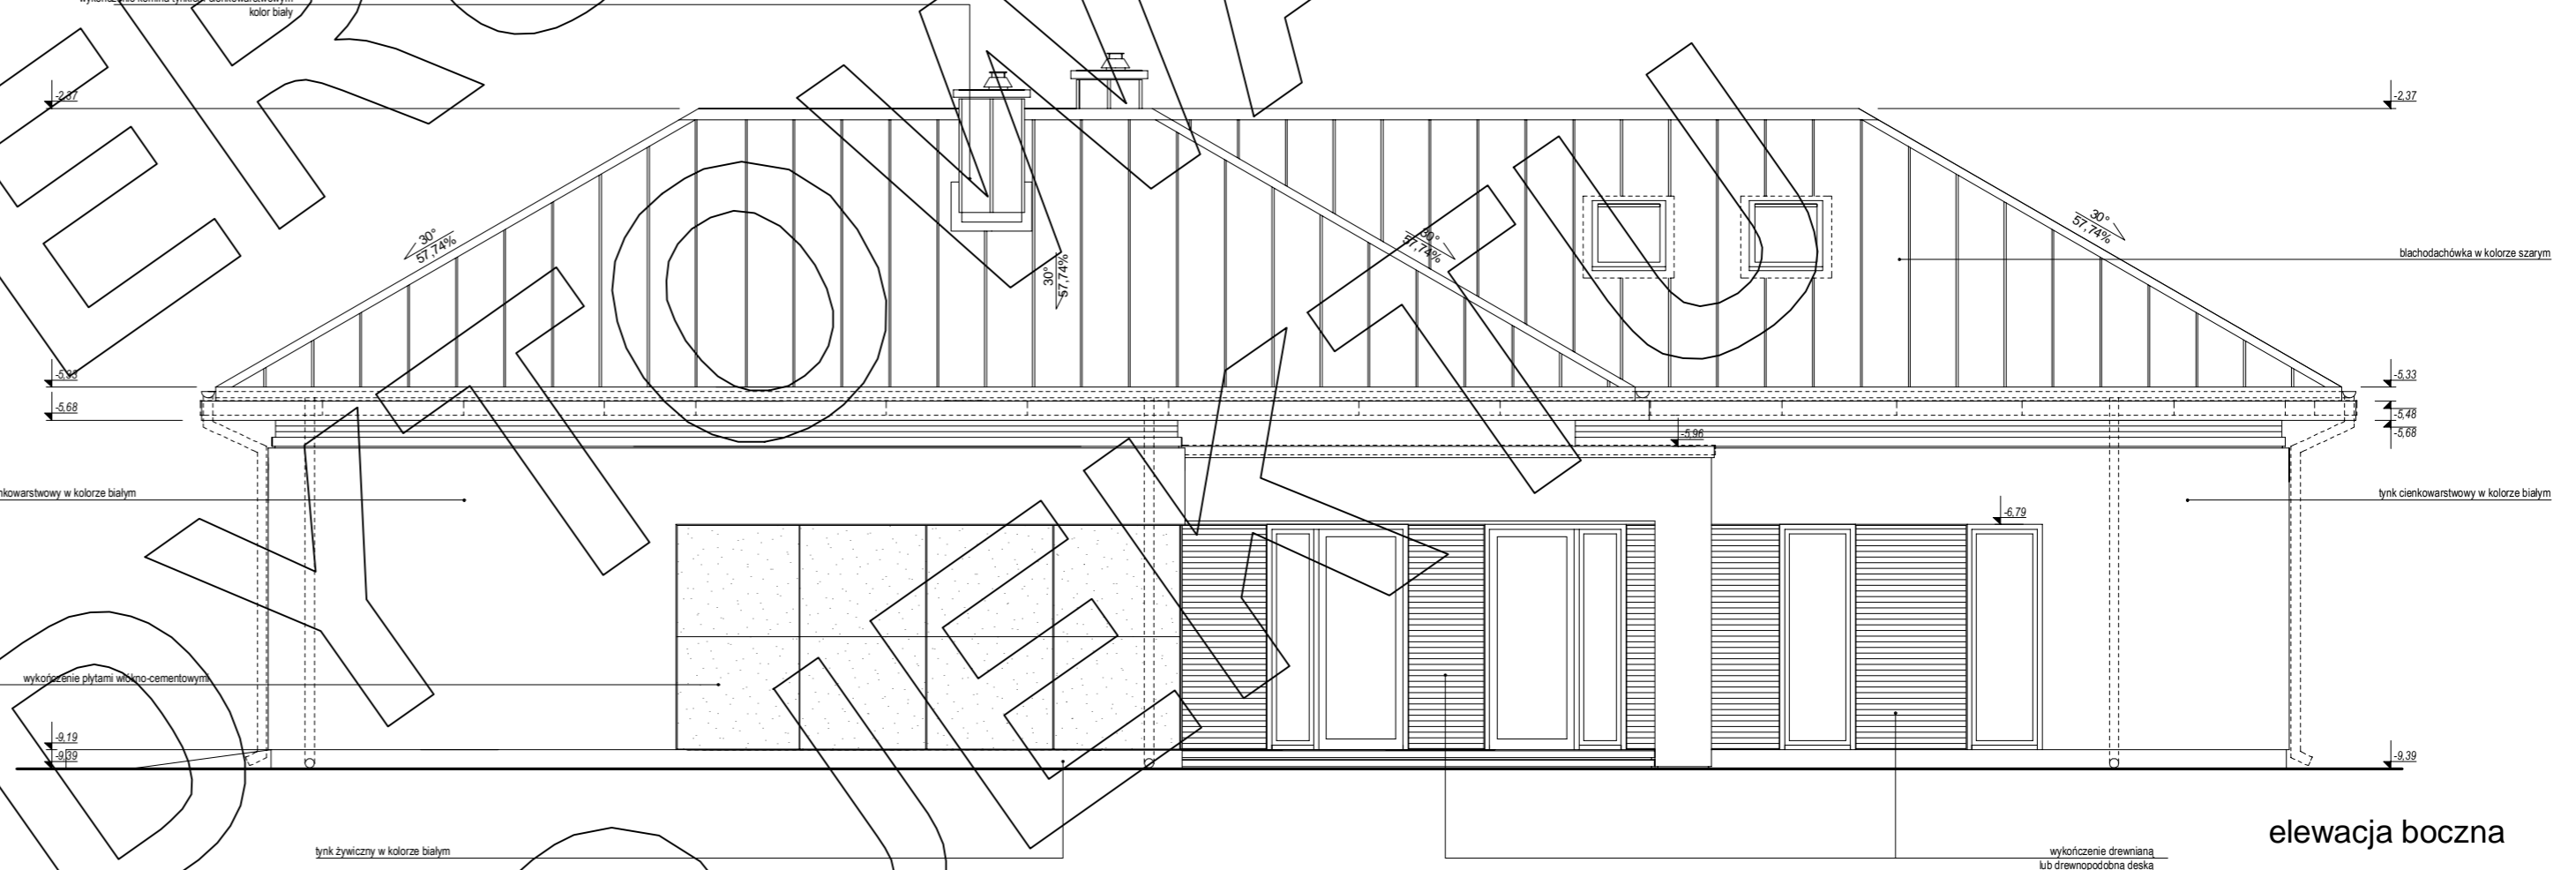 kolor biały
-2,37
-2,37
30°
57,74%
30°
57,74%
30°
57,74%
30°
57,74%
blachodachówka w kolorze szarym
-5,33
-5,68
-5,33
-5,48
-5,68
-5,96
nkowarstwowy w kolorze białym
-6,79
tynk cienkowarstwowy w kolorze białym
wykończenie płytami włókno-cementowymi
-9,19
-9,39
-9,39
tynk żywiczny w kolorze białym
wykończenie drewnianą
lub drewnopodobną deską
elewacja boczna